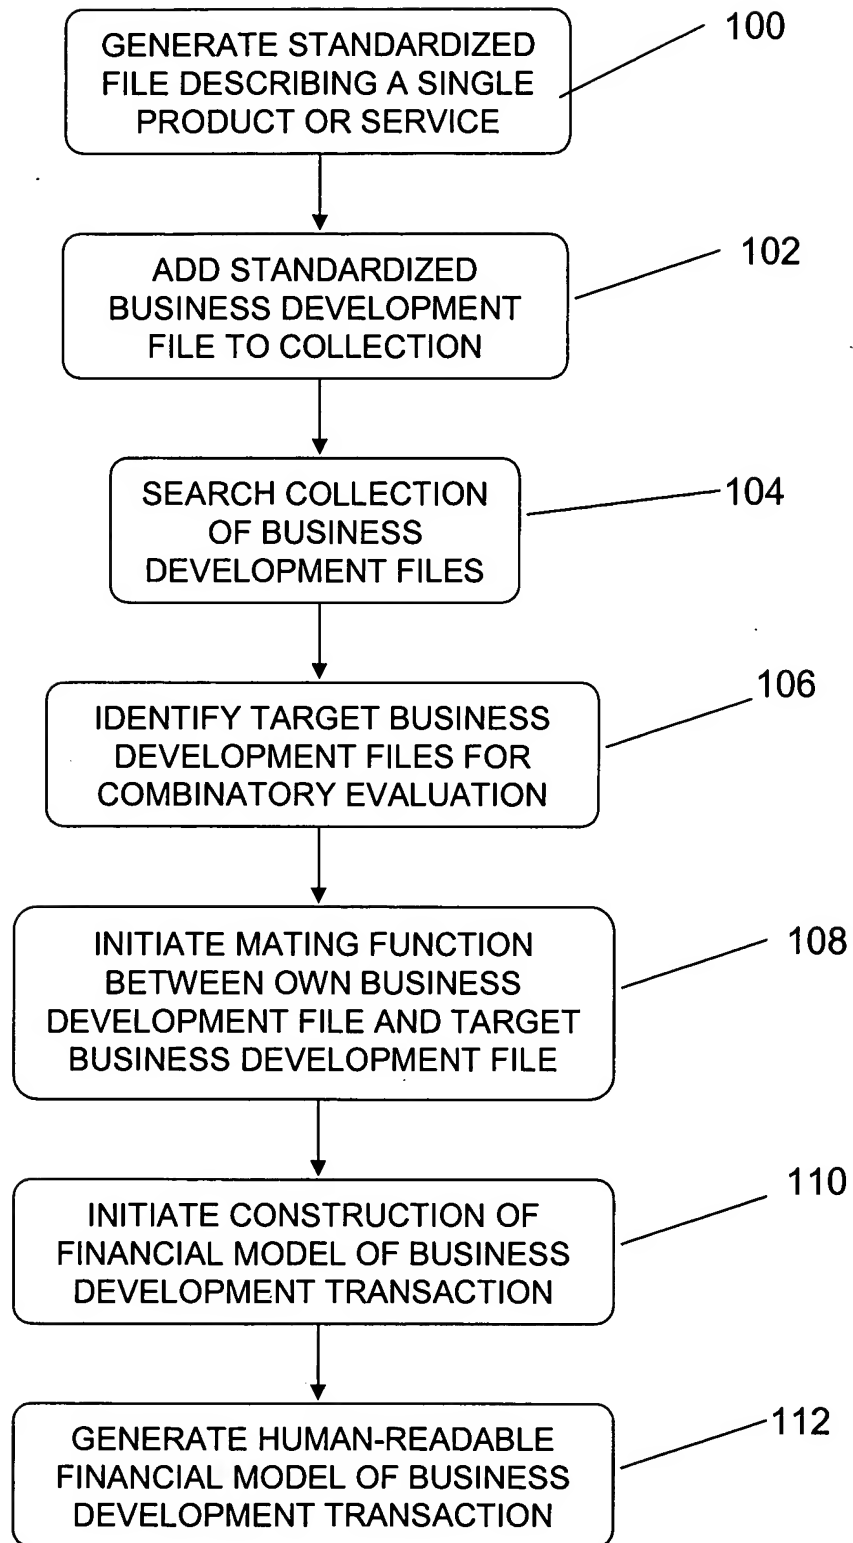 GENERATE STANDARDIZED
FILE DESCRIBING A SINGLE
PRODUCT OR SERVICE
100
ADD STANDARDIZED
BUSINESS DEVELOPMENT
FILE TO COLLECTION
102
SEARCH COLLECTION
OF BUSINESS
DEVELOPMENT FILES
104
IDENTIFY TARGET BUSINESS
DEVELOPMENT FILES FOR
COMBINATORY EVALUATION
106
INITIATE MATING FUNCTION
BETWEEN OWN BUSINESS
DEVELOPMENT FILE AND TARGET
BUSINESS DEVELOPMENT FILE
108
INITIATE CONSTRUCTION OF
FINANCIAL MODEL OF BUSINESS
DEVELOPMENT TRANSACTION
110
GENERATE HUMAN-READABLE
FINANCIAL MODEL OF BUSINESS
DEVELOPMENT TRANSACTION
112